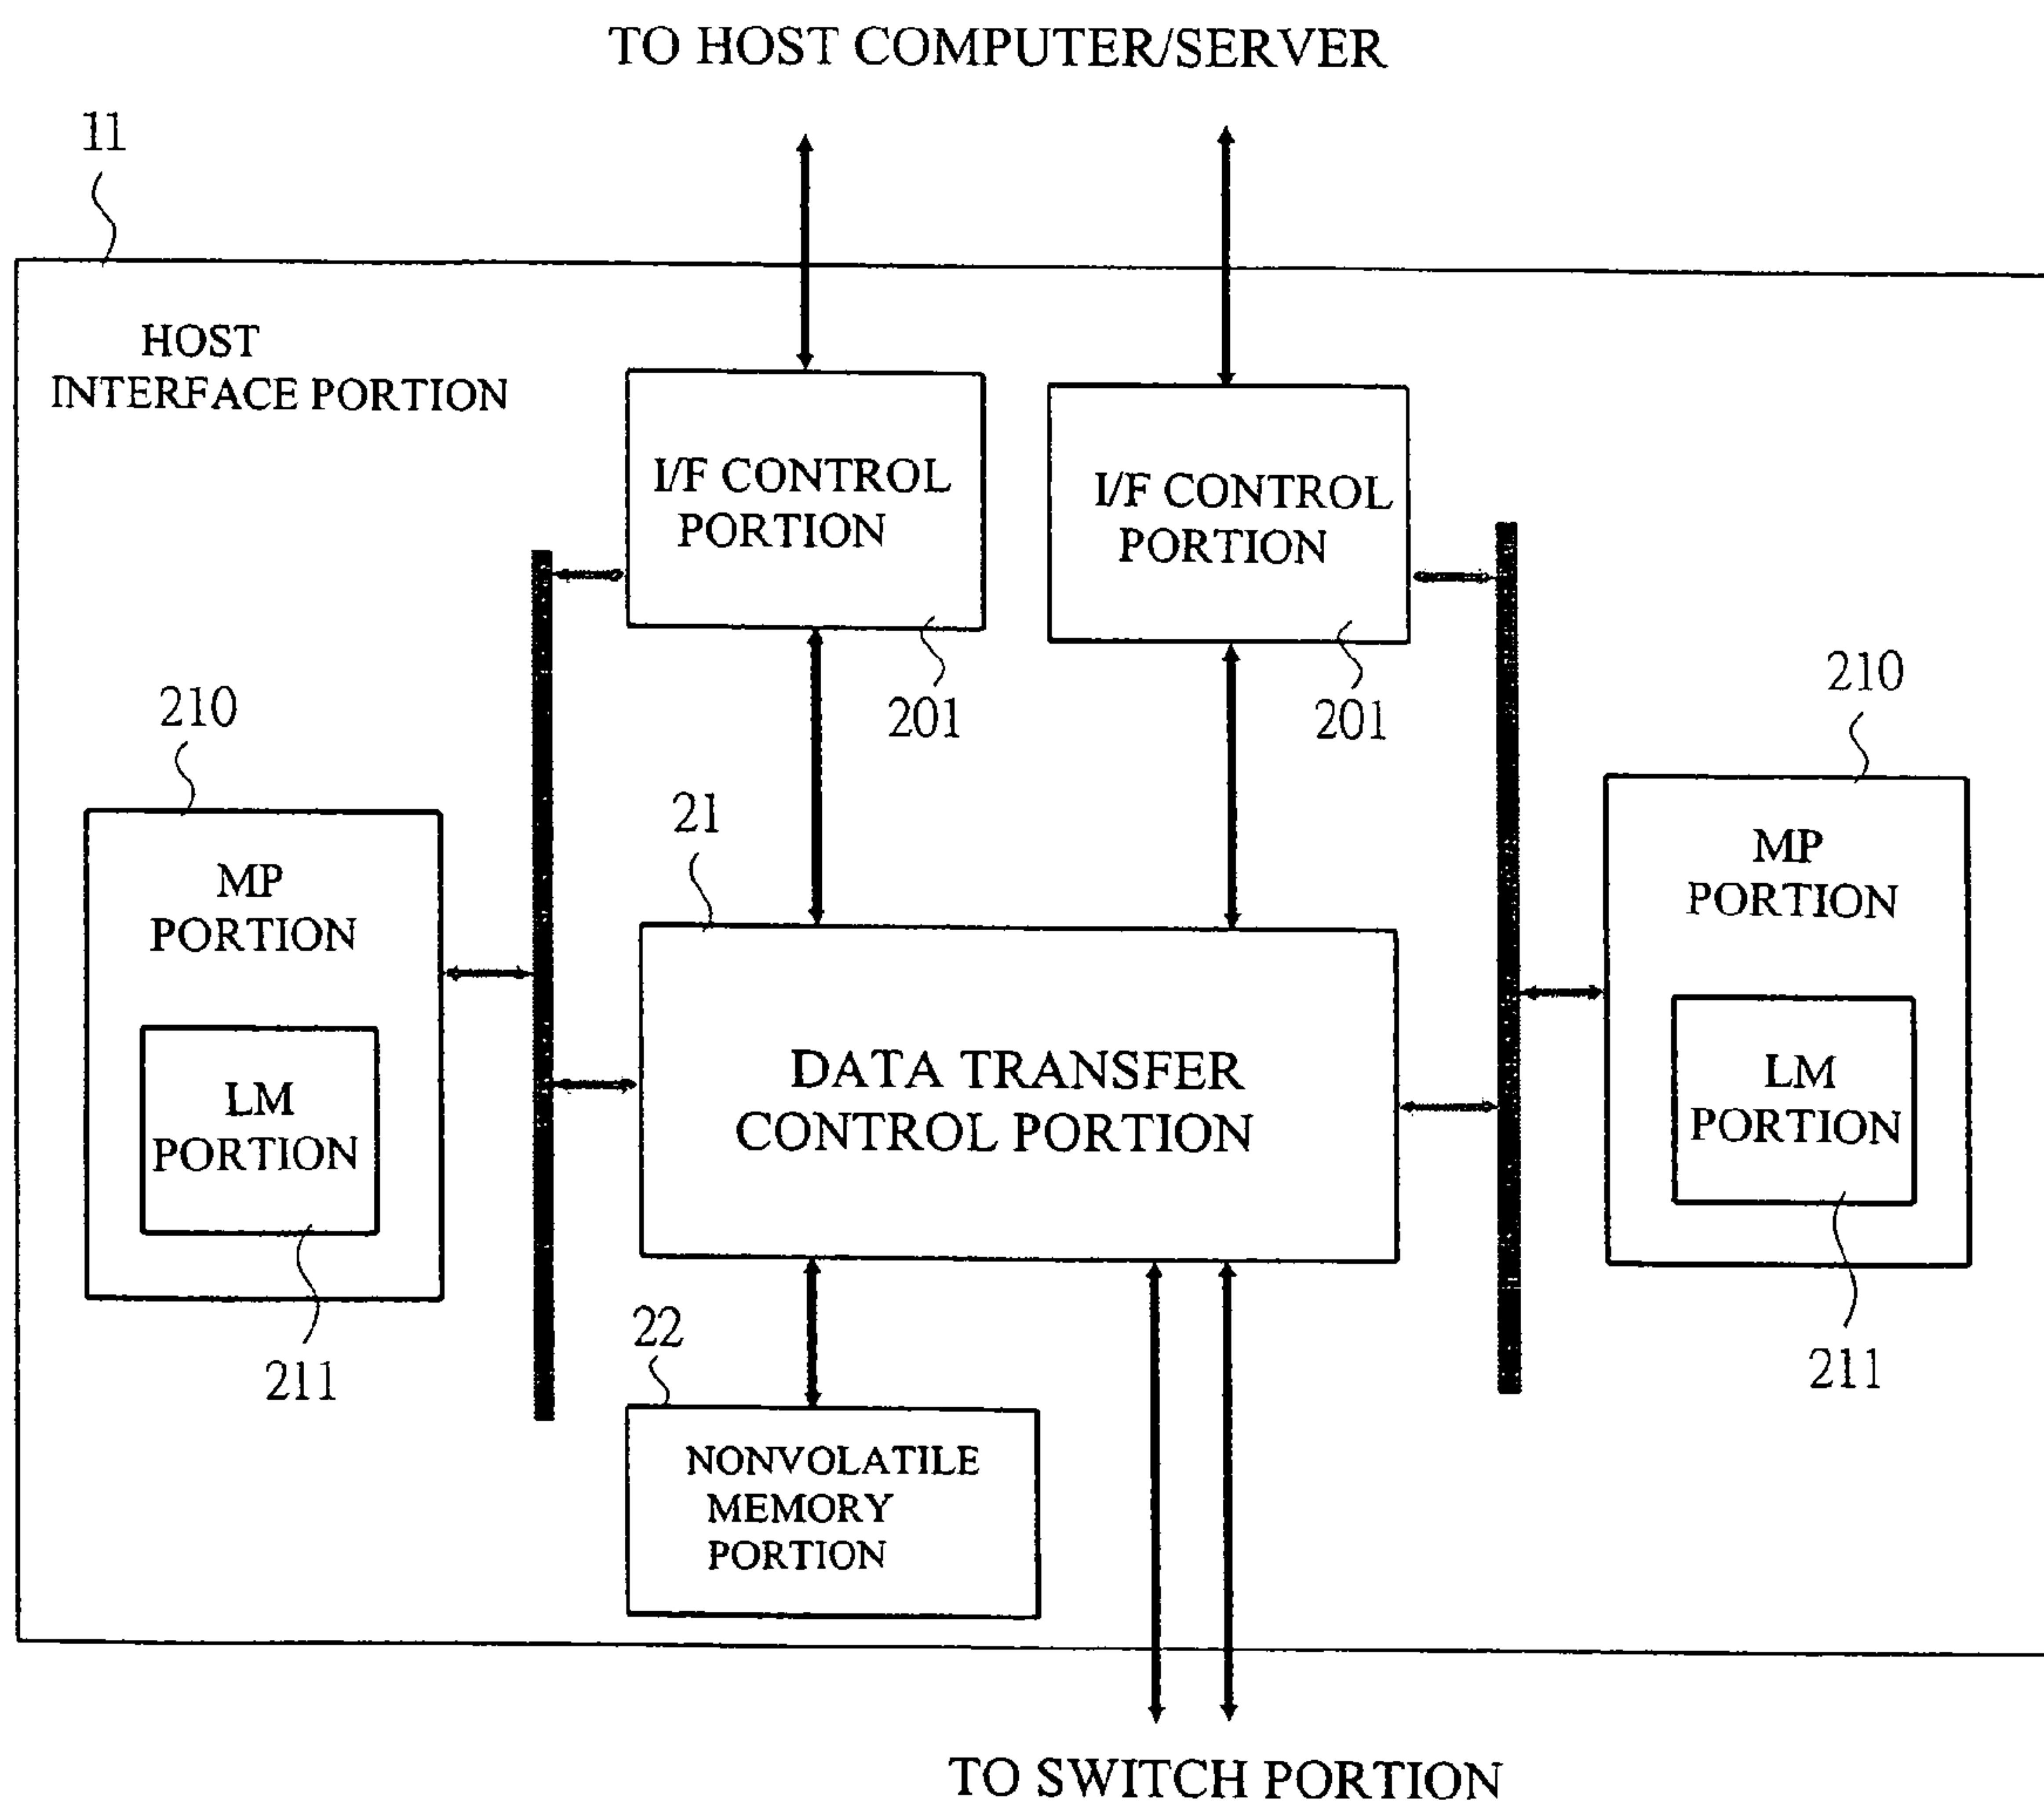 TO HOST COMPUTER/SERVER
11
HOST
INTERFACE PORTION
I/F CONTROL
PORTION
I/F CONTROL
PORTION
201
201
210
210
21
MP
PORTION
MP
PORTION
LM
PORTION
LM
PORTION
DATA TRANSFER
CONTROL PORTION
211
211
22
NONVOLATILE
MEMORY
PORTION
TO SWITCH PORTION